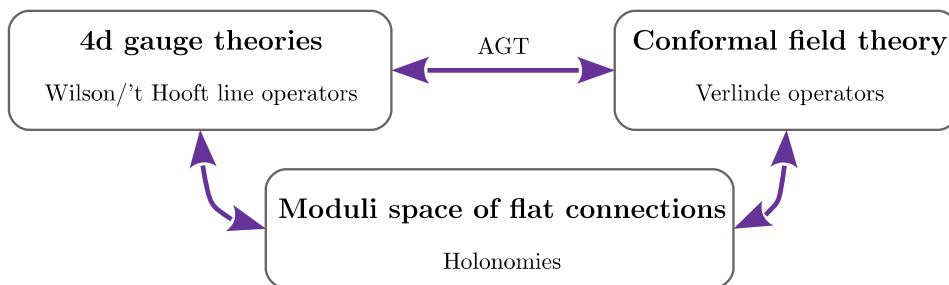 4d gauge theories
Wilson/'t Hooft line operators
AGT
Conformal field theory
Verlinde operators
Moduli space of flat connections
Holonomies